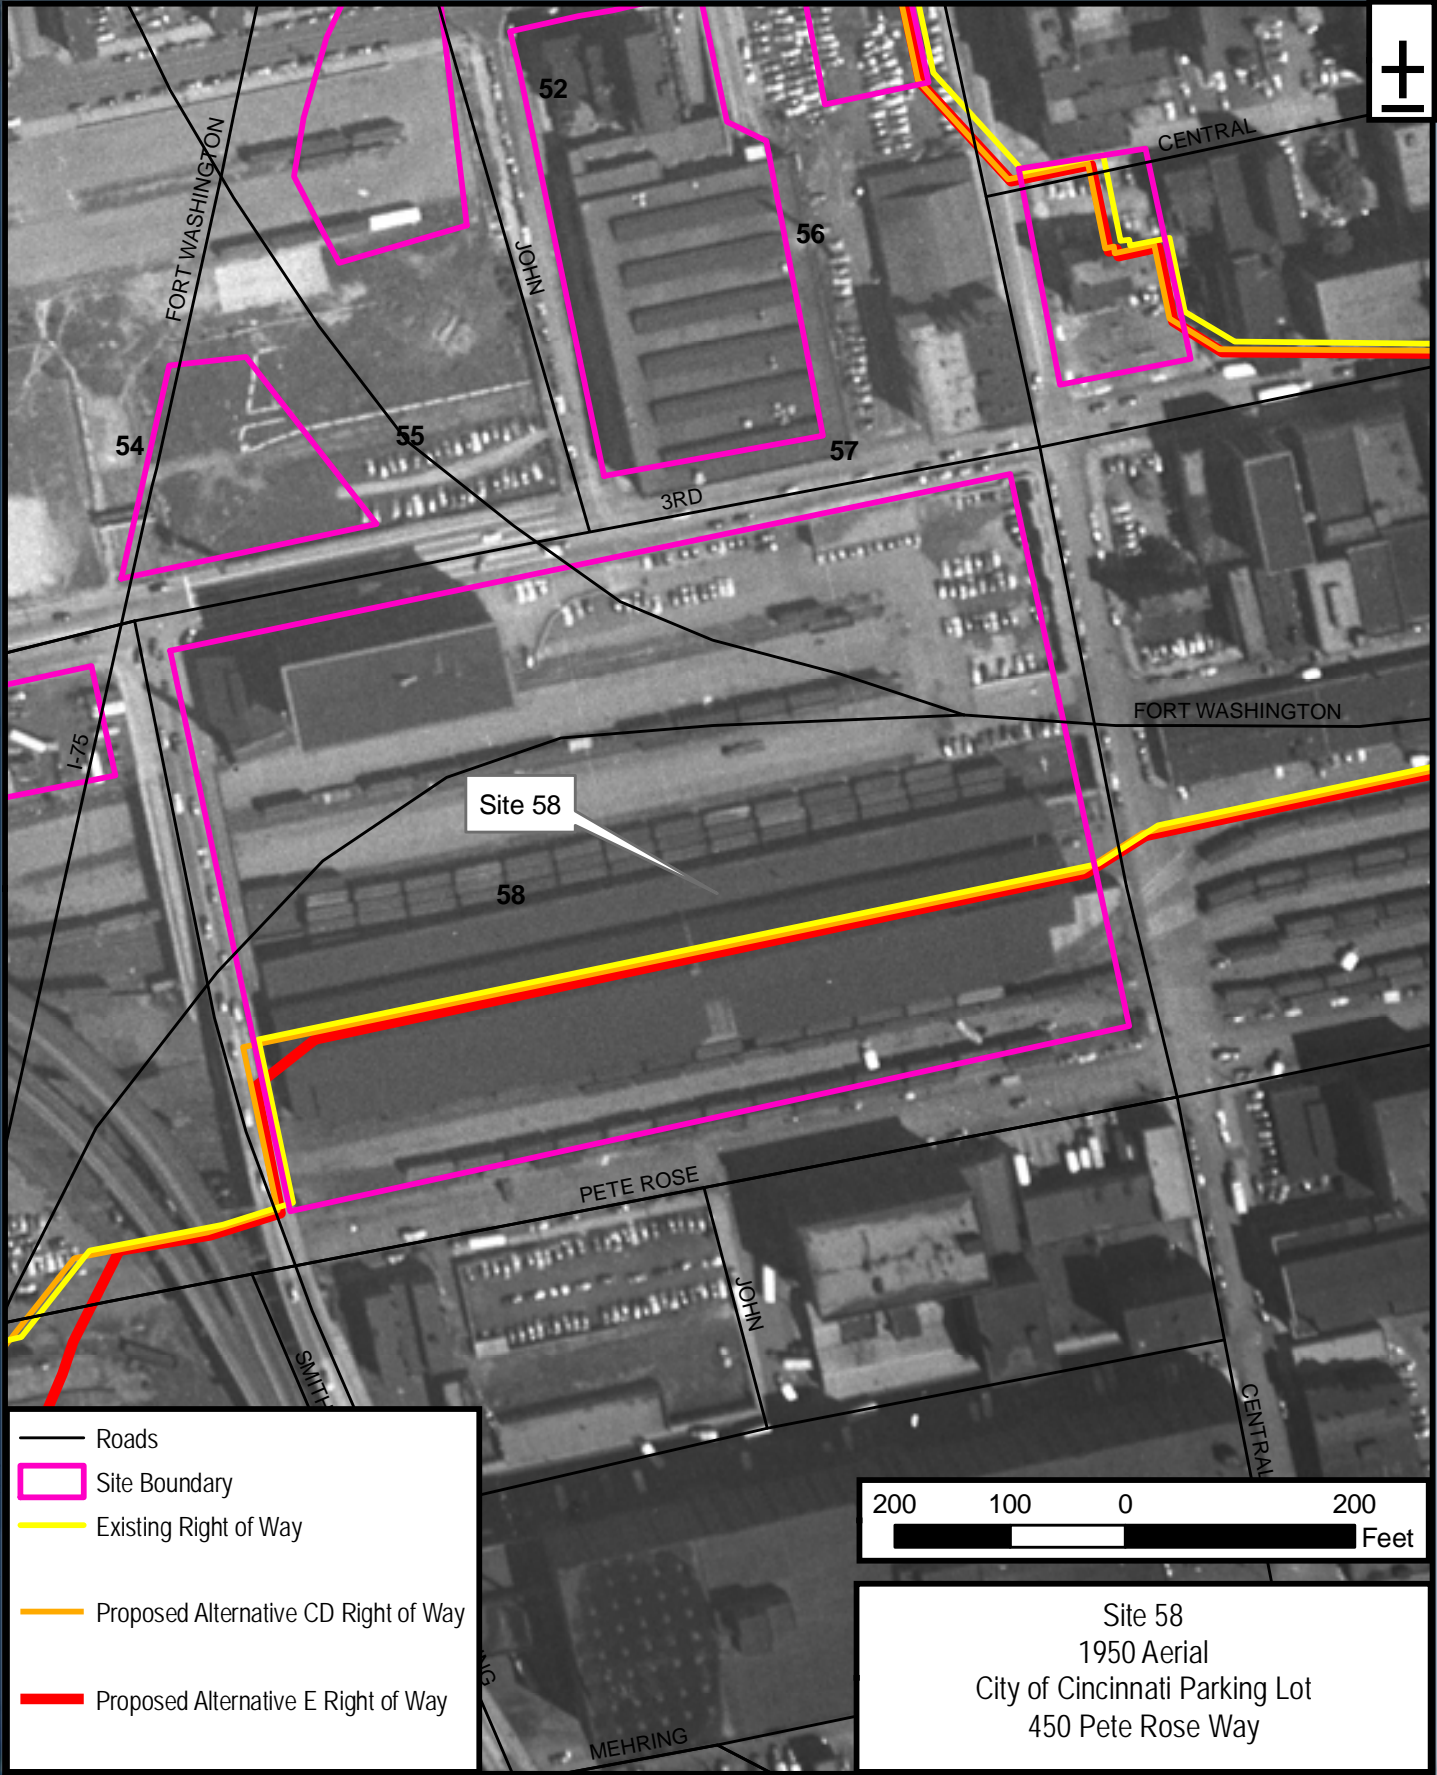 52
CENTRAL
FORT WASHINGTON
JOHN
56
54
55
57
3RD
FORT WASHINGTON
I-75
Site 58
58
PETE ROSE
JOHN
SMITH
CENTRAL
Roads
Site Boundary
Existing Right of Way
Proposed Alternative CD Right of Way
Proposed Alternative E Right of Way
200 100 0 200
Feet
Site 58
1950 Aerial
City of Cincinnati Parking Lot
450 Pete Rose Way
NG
MEHRING